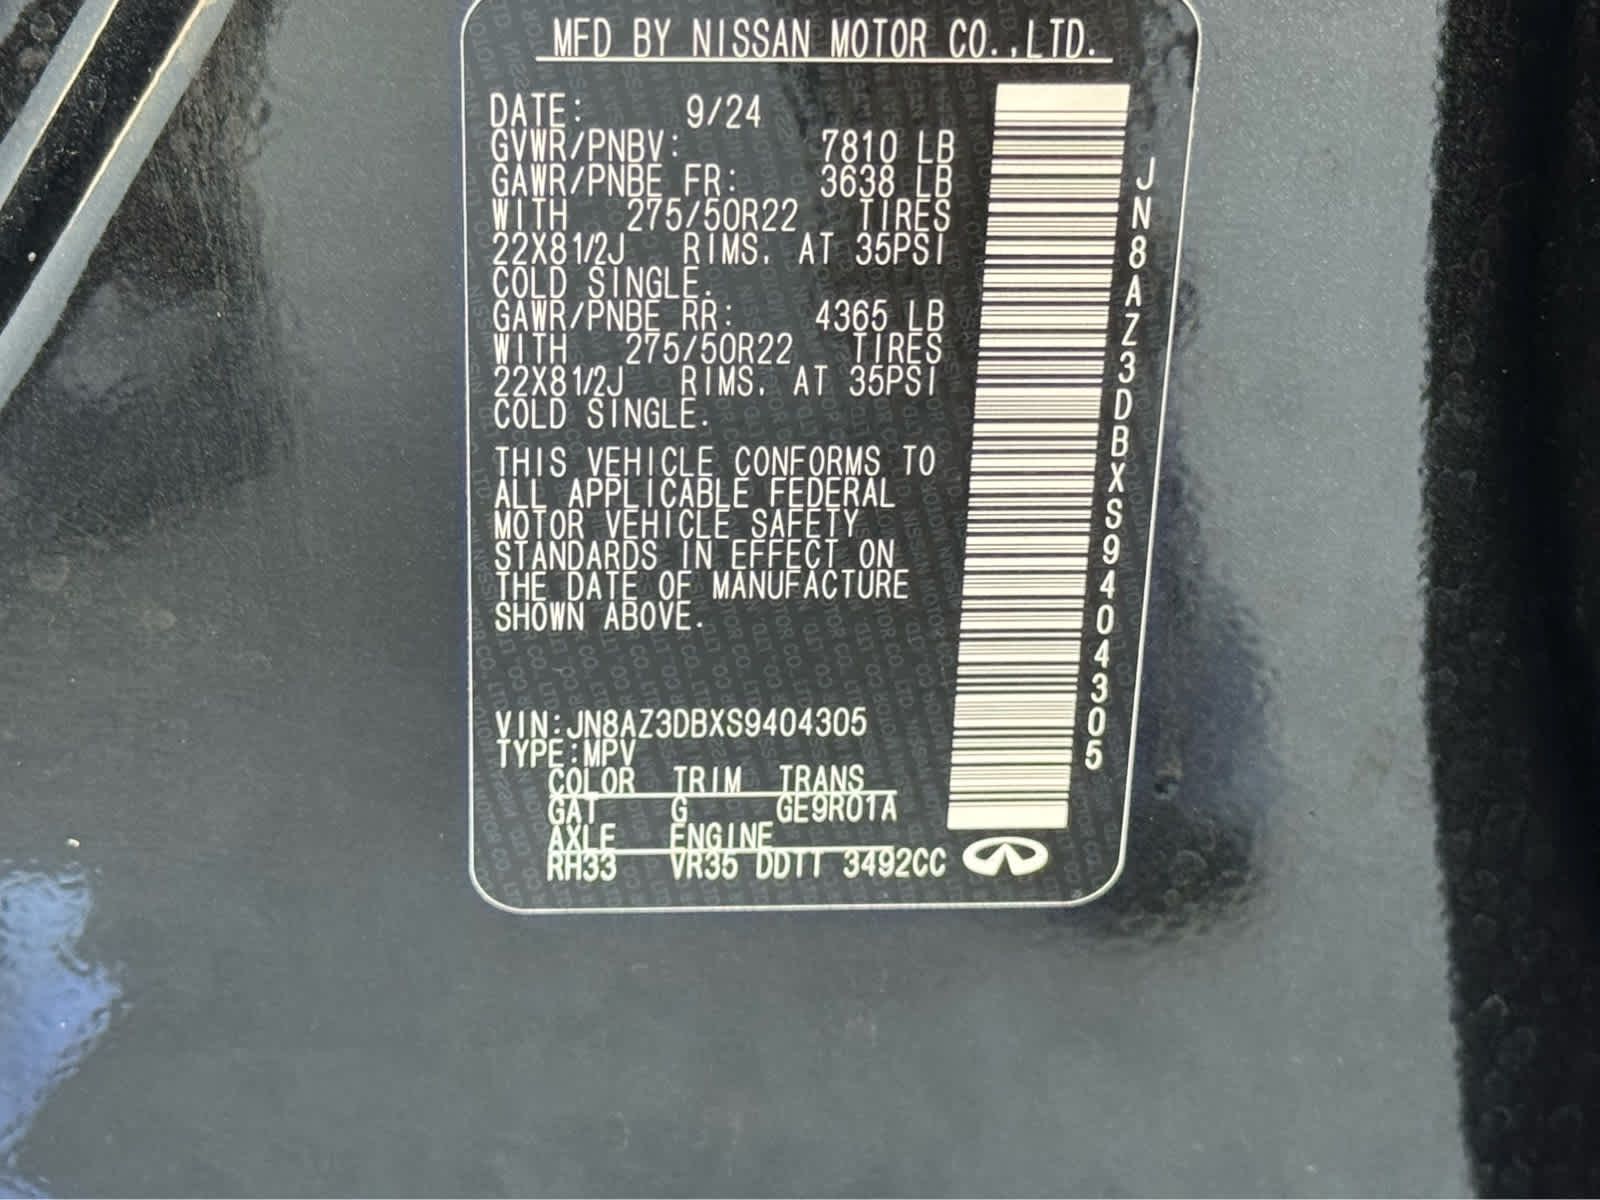 MFD BY NISSAN MOTOR CO.,LTD.
DATE: 9/24
GVWR/PNBV: 7810 LB
GAWR/PNBE FR: 3638 LB
WITH 275/50R22 TIRES
22X81/2J RIMS, AT 35PSI
COLD SINGLE.
GAWR/PNBE RR: 4365 LB
WITH 275/50R22 TIRES
22X81/2J RIMS, AT 35PSI
COLD SINGLE.
THIS VEHICLE CONFORMS TO
ALL APPLICABLE FEDERAL
MOTOR VEHICLE SAFETY
STANDARDS IN EFFECT ON
THE DATE OF MANUFACTURE
SHOWN ABOVE.
VIN:JN8AZ3DBXS9404305
TYPE:MPV
COLOR TRIM TRANS
GAT G GE9R01A
AXLE ENGINE
RH33 VR35 DDTT 3492CC
JN8AZ3DBXS9404305